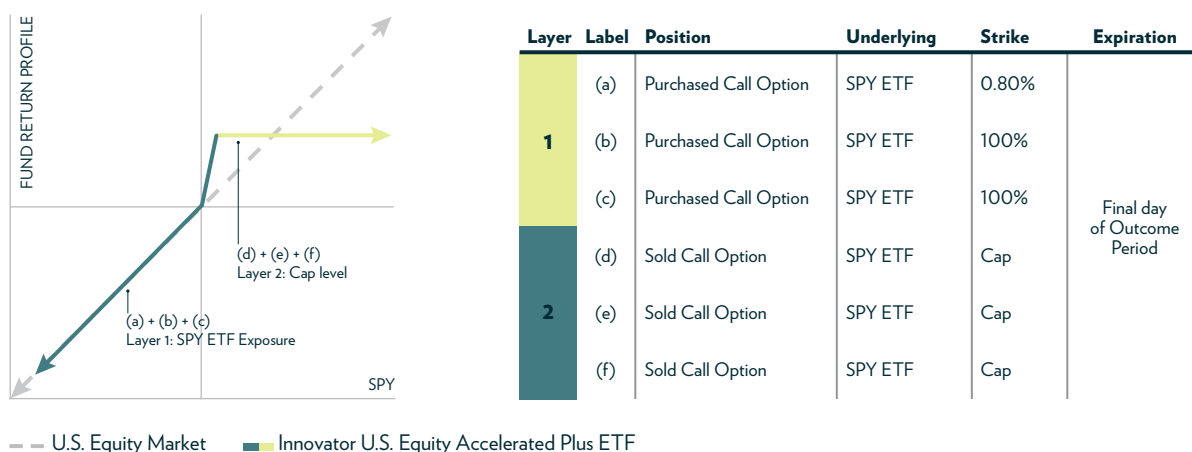 FUND RETURN PROFILE
(d) + (e) + (f)
Layer 2: Cap level
(a) + (b) + (c)
Layer 1: SPY ETF Exposure
SPY
Layer Label Position Underlying Strike Expiration
1
(a) Purchased Call Option SPY ETF 0.80%
(b) Purchased Call Option SPY ETF 100%
(c) Purchased Call Option SPY ETF 100%
2
(d) Sold Call Option SPY ETF Cap
(e) Sold Call Option SPY ETF Cap
(f) Sold Call Option SPY ETF Cap
Final day
of Outcome
Period
U.S. Equity Market
Innovator U.S. Equity Accelerated Plus ETF